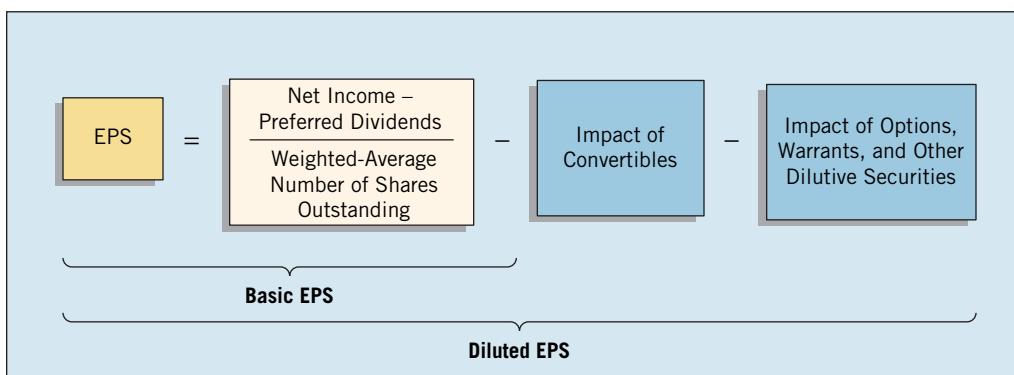 EPS
=
Net Income –
Preferred Dividends
Weighted-Average
Number of Shares
Outstanding
–
Impact of
Convertibles
–
Impact of Options,
Warrants, and Other
Dilutive Securities
Basic EPS
Diluted EPS